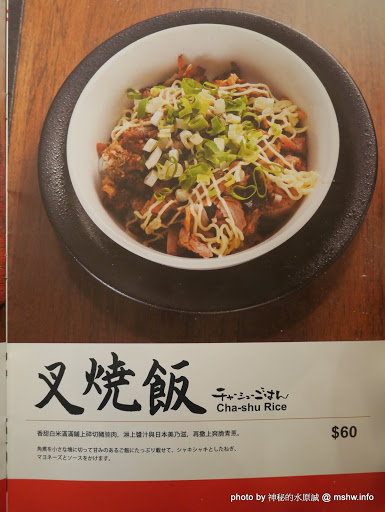 叉燒飯
チャーシューごはん
Cha-shu Rice
香甜白米滿滿鋪上碎切豬燒肉，淋上醬汁與日本美乃滋，再撒上爽脆青蔥。
$60
角煮を小さな塊に切って甘みのあるご飯にたっぷり載せて、シャキシャキとしたねぎ、
マヨネーズとソースをかけます。
photo by 神秘的水原誠 @ mshw.info